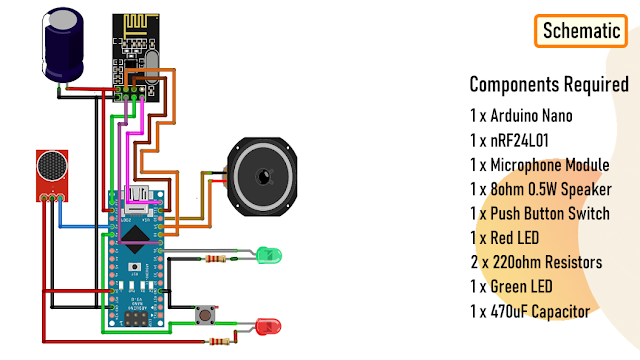 Schematic
Components Required
1 x Arduino Nano
1 x nRF24L01
1 x Microphone Module
1 x 8ohm 0.5W Speaker
1 x Push Button Switch
1 x Red LED
2 x 220ohm Resistors
1 x Green LED
1 x 470uF Capacitor